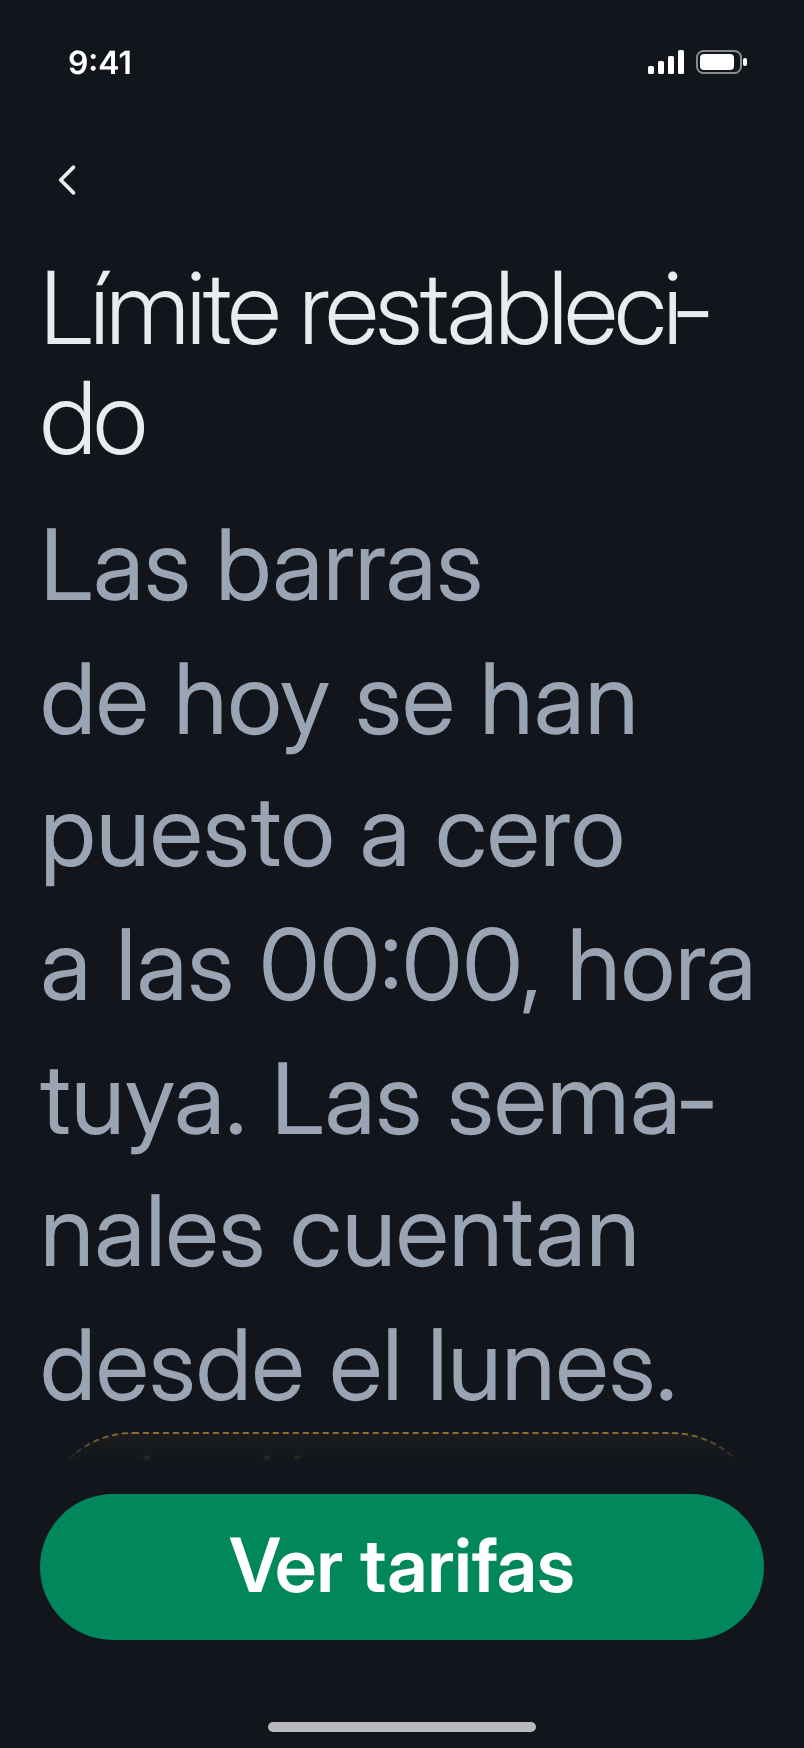 9:41
Límite restableci-
do
Las barras
de hoy se han
puesto a cero
a las 00:00, hora
tuya. Las sema-
nales cuentan
desde el lunes.
Ver tarifas